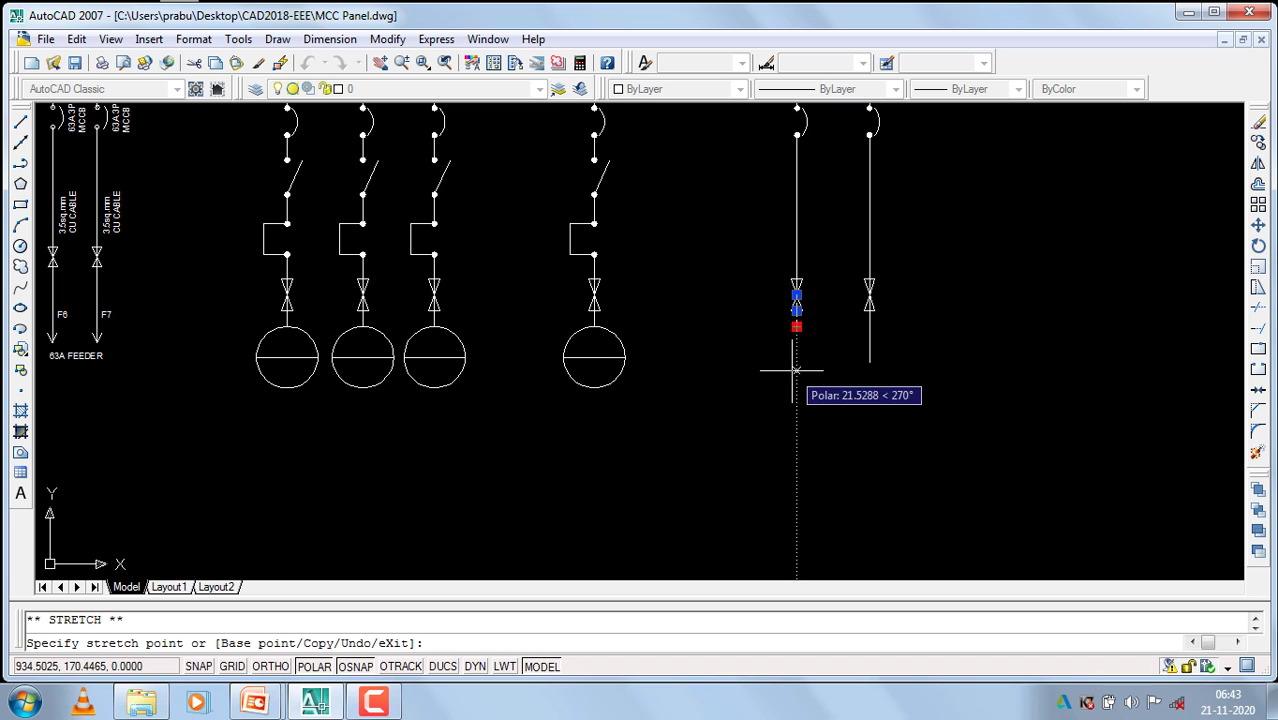 AutoCAD 2007 - [C:\Users\prabu\Desktop\CAD2018-EEE\MCC Panel.dwg]
File Edit View Insert Format Tools Draw Dimension Modify Express Window Help
AutoCAD Classic 0 ByLayer ByLayer ByLayer ByColor
63A 3P
MCCB
63A 3P
MCCB
3.5sq.mm
CU CABLE
3.5sq.mm
CU CABLE
F6 F7
63A FEEDER
Polar: 21.5288 < 270°
Y
X
Model Layout1 Layout2
** STRETCH **
Specify stretch point or [Base point/Copy/Undo/eXit]:
934.5025, 170.4465, 0.0000 SNAP GRID ORTHO POLAR OSNAP OTRACK DUCS DYN LWT MODEL
06:43
21-11-2020